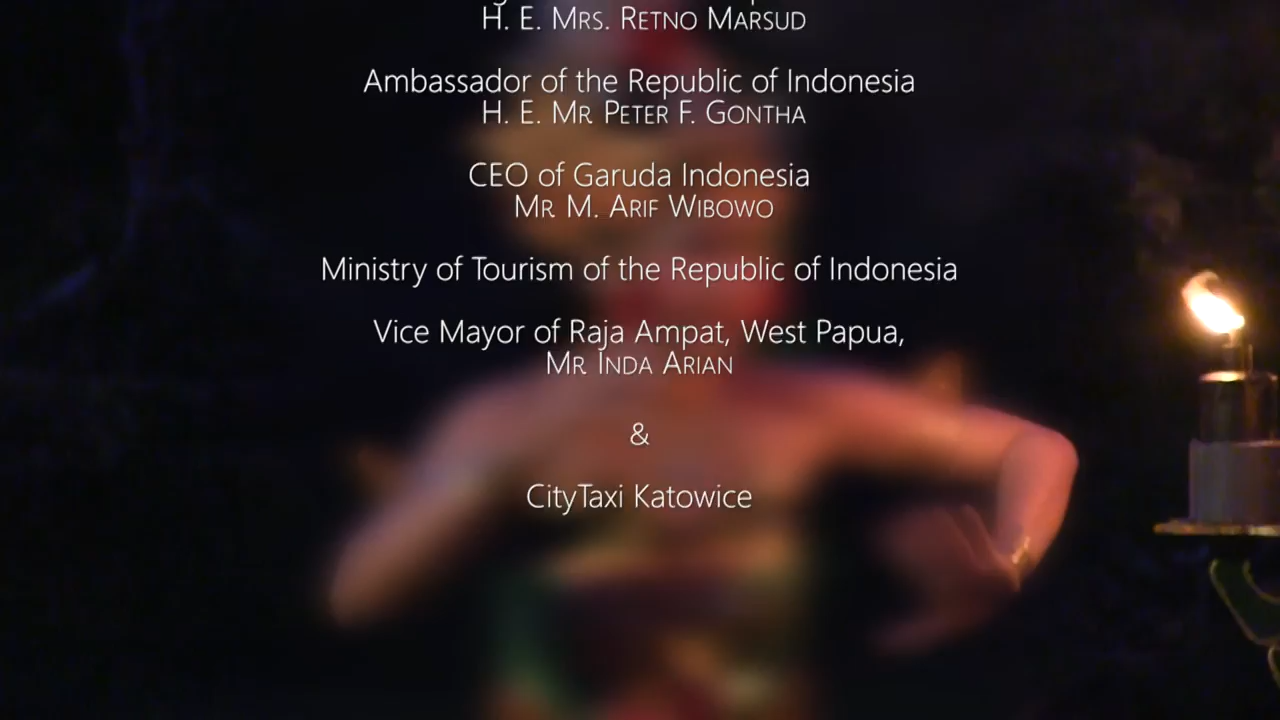 H. E. MRS. RETNO MARSUD
Ambassador of the Republic of Indonesia
H. E. MR PETER F. GONTHA
CEO of Garuda Indonesia
MR M. ARIF WIBOWO
Ministry of Tourism of the Republic of Indonesia
Vice Mayor of Raja Ampat, West Papua,
MR INDA ARIAN
&
CityTaxi Katowice